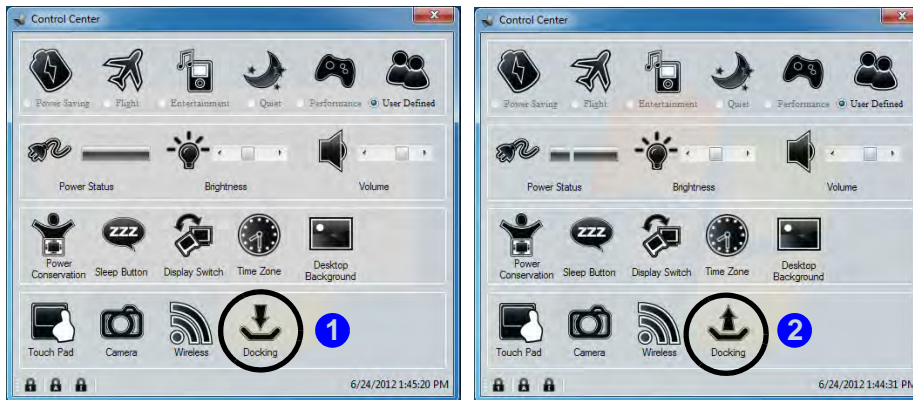 Control Center
Power Saving Flight Entertainment Quiet Performance User Defined
Power Status Brightness Volume
zzz
Power Conservation Sleep Button Display Switch Time Zone Desktop Background
1
Touch Pad Camera Wireless Docking
6/24/2012 1:45:20 PM
Control Center
Power Saving Flight Entertainment Quiet Performance User Defined
Power Status Brightness Volume
zzz
Power Conservation Sleep Button Display Switch Time Zone Desktop Background
2
Touch Pad Camera Wireless Docking
6/24/2012 1:44:31 PM